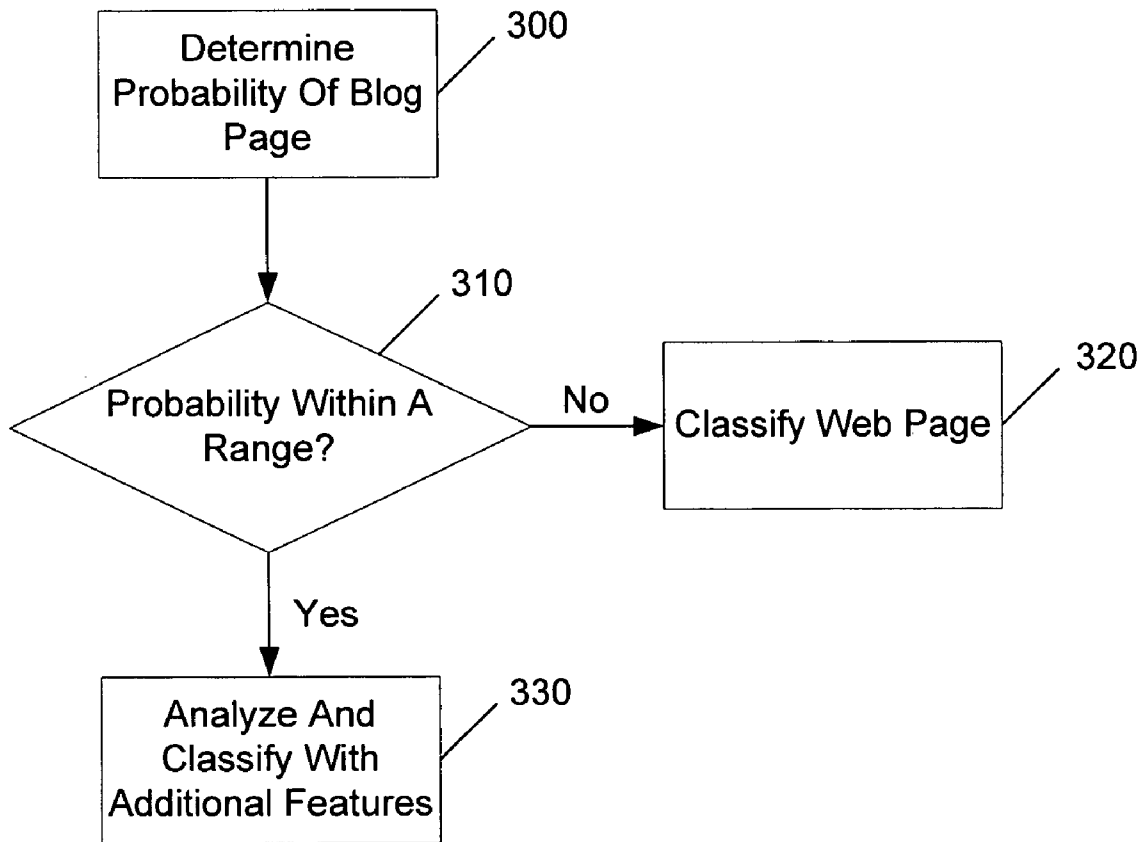 300
Determine
Probability Of Blog
Page
310
Probability Within A
Range?
No
320
Classify Web Page
Yes
330
Analyze And
Classify With
Additional Features